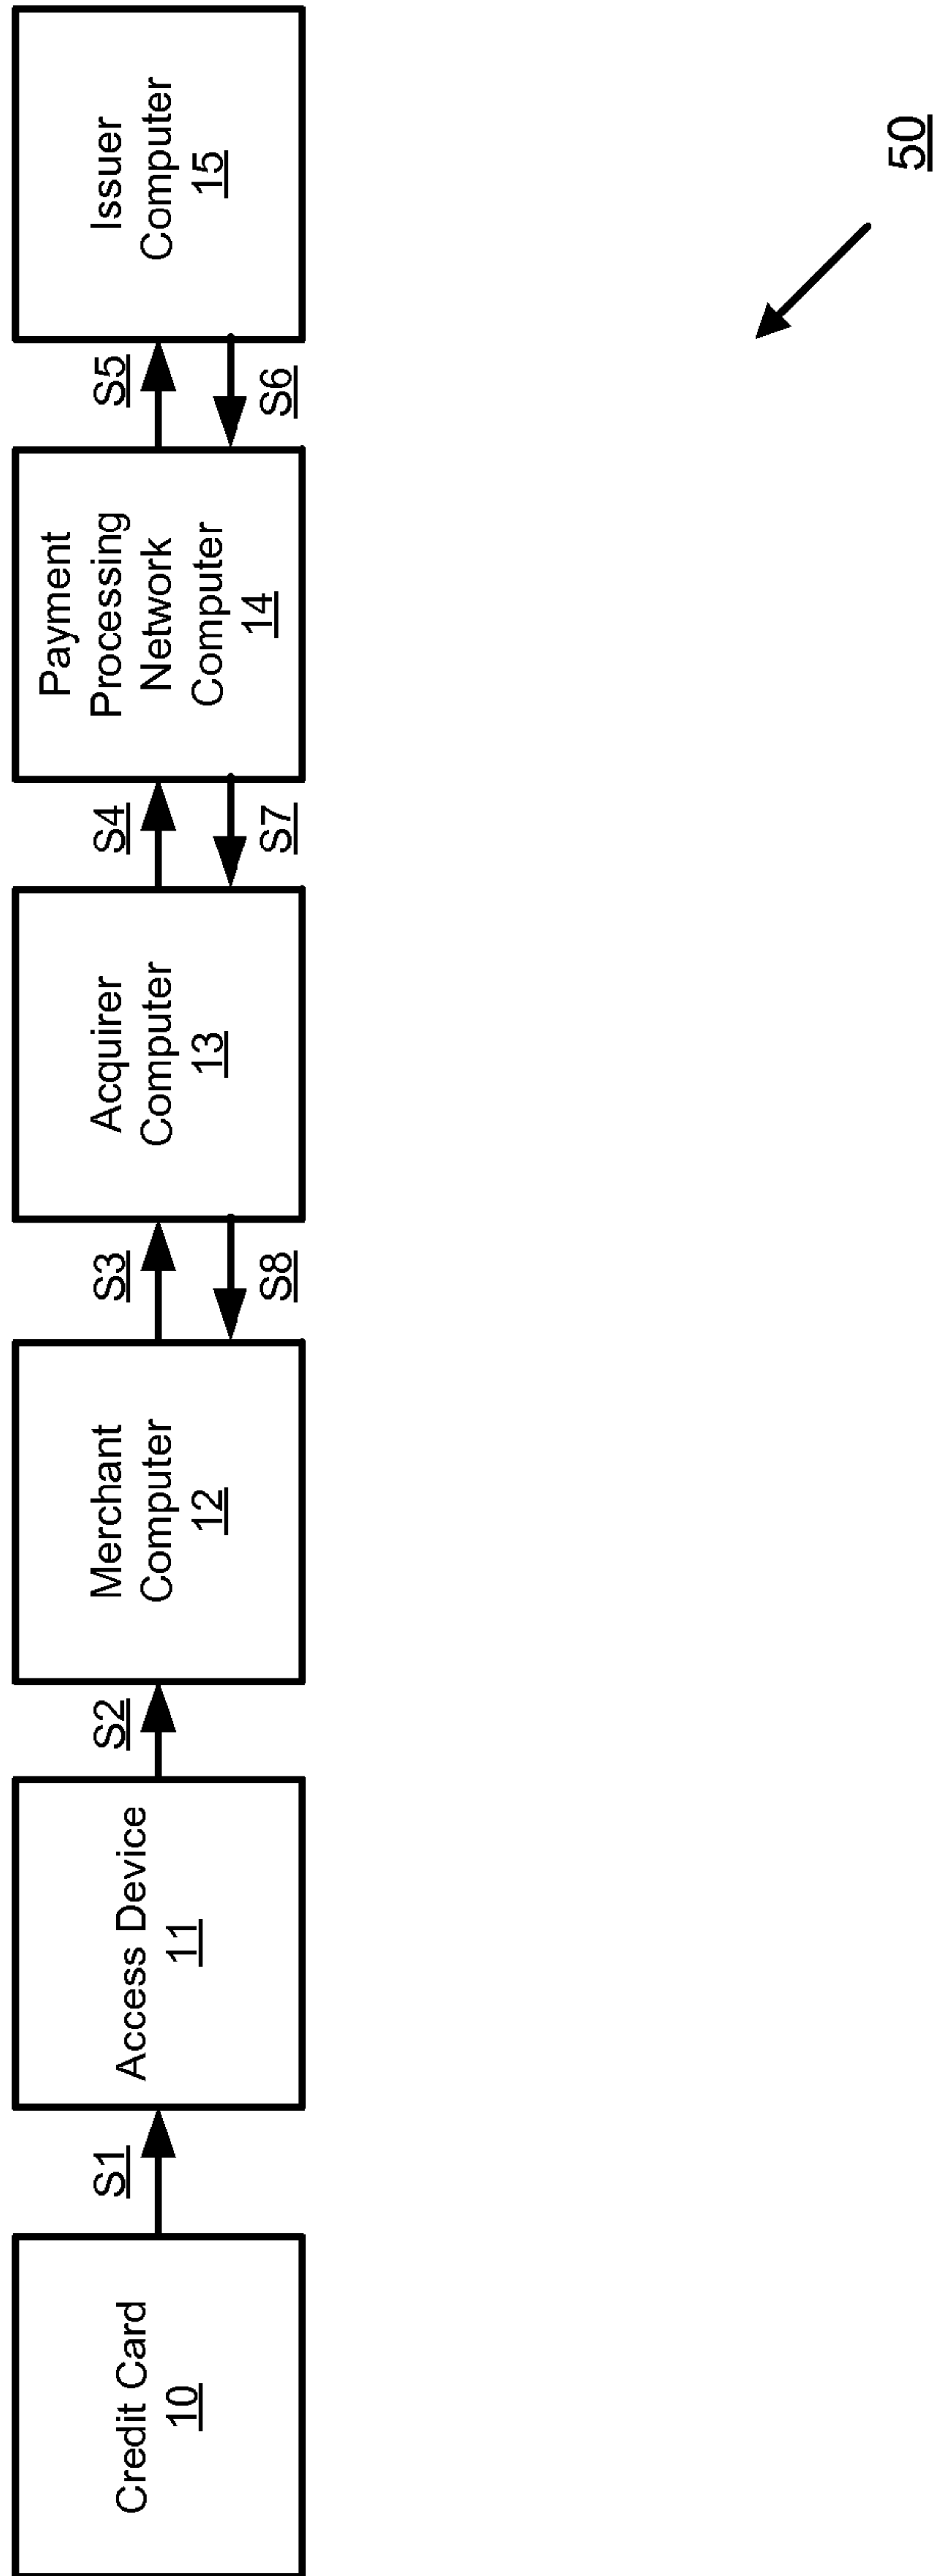 Credit Card
10
S1
Access Device
11
S2
Merchant
Computer
12
S3
S8
Acquirer
Computer
13
S4
S7
Payment
Processing
Network
Computer
14
S5
S6
Issuer
Computer
15
50